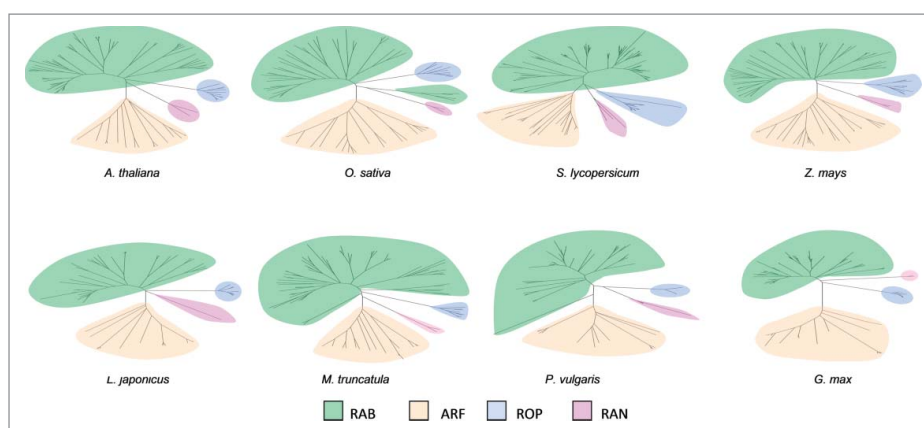 A. thaliana
O. sativa
S. lycopersicum
Z. mays
L. japonicus
M. truncatula
P. vulgaris
G. max
RAB
ARF
ROP
RAN